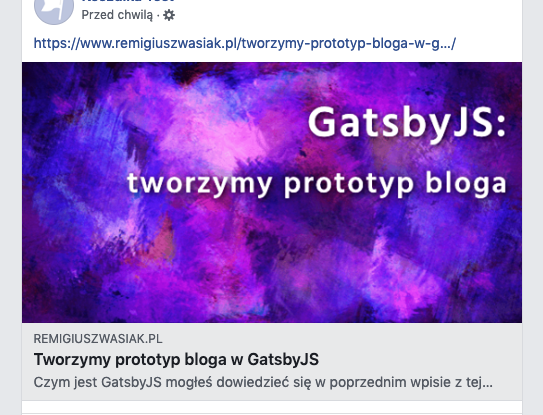 Przed chwilą ·
https://www.remigiuszwasiak.pl/tworzymy-prototyp-bloga-w-g.../
GatsbyJS:
tworzymy prototyp bloga
REMIGIUSZWASIAK.PL
Tworzymy prototyp bloga w GatsbyJS
Czym jest GatsbyJS mogłeś dowiedzieć się w poprzednim wpisie z tej...